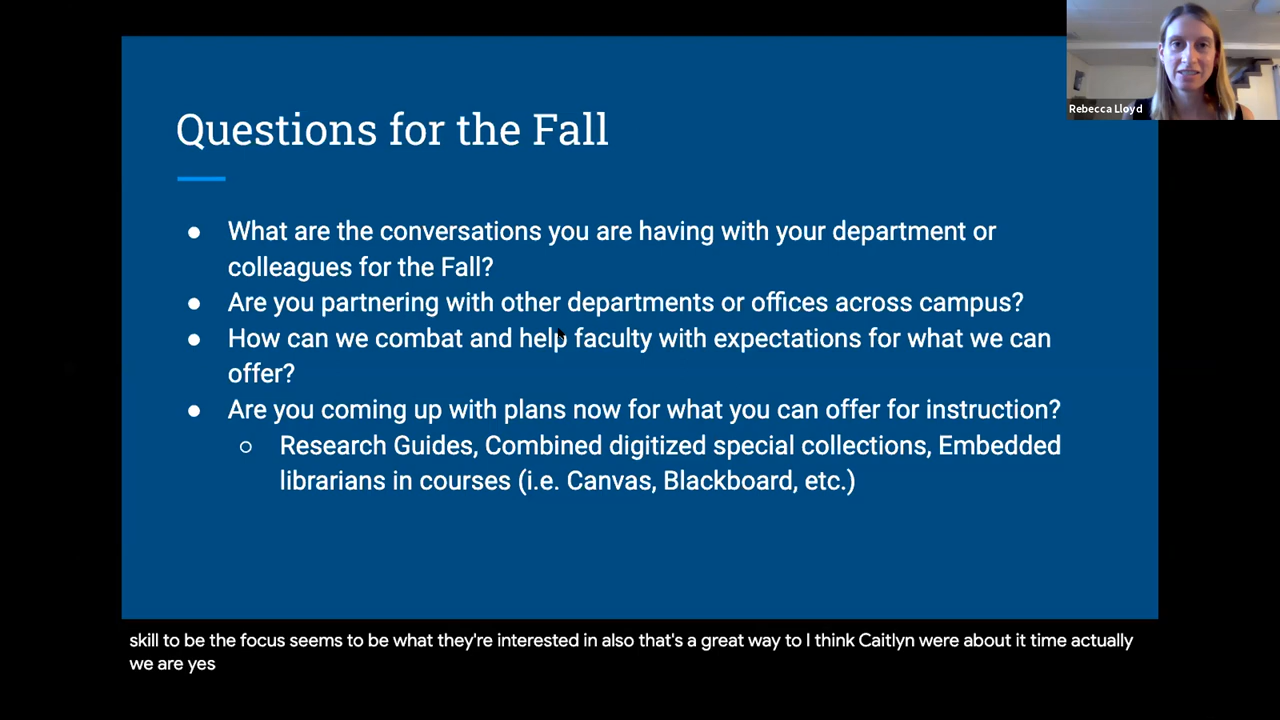 Rebecca Lloyd
Questions for the Fall
● What are the conversations you are having with your department or
colleagues for the Fall?
● Are you partnering with other departments or offices across campus?
● How can we combat and help faculty with expectations for what we can
offer?
● Are you coming up with plans now for what you can offer for instruction?
○ Research Guides, Combined digitized special collections, Embedded
librarians in courses (i.e. Canvas, Blackboard, etc.)
skill to be the focus seems to be what they're interested in also that's a great way to I think Caitlyn were about it time actually
we are yes